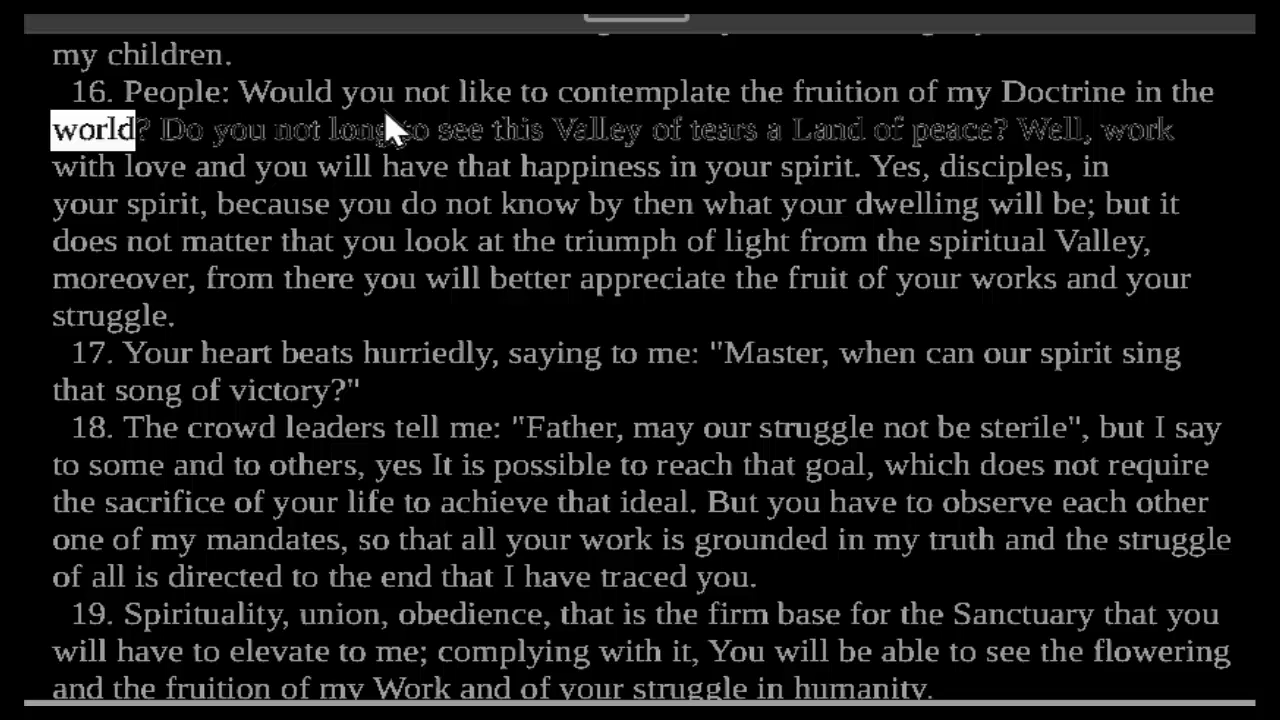 my children.
16. People: Would you not like to contemplate the fruition of my Doctrine in the
world? Do you not long to see this Valley of tears a Land of peace? Well, work
with love and you will have that happiness in your spirit. Yes, disciples, in
your spirit, because you do not know by then what your dwelling will be; but it
does not matter that you look at the triumph of light from the spiritual Valley,
moreover, from there you will better appreciate the fruit of your works and your
struggle.
17. Your heart beats hurriedly, saying to me: "Master, when can our spirit sing
that song of victory?"
18. The crowd leaders tell me: "Father, may our struggle not be sterile", but I say
to some and to others, yes It is possible to reach that goal, which does not require
the sacrifice of your life to achieve that ideal. But you have to observe each other
one of my mandates, so that all your work is grounded in my truth and the struggle
of all is directed to the end that I have traced you.
19. Spirituality, union, obedience, that is the firm base for the Sanctuary that you
will have to elevate to me; complying with it, You will be able to see the flowering
and the fruition of my Work and of your struggle in humanity.